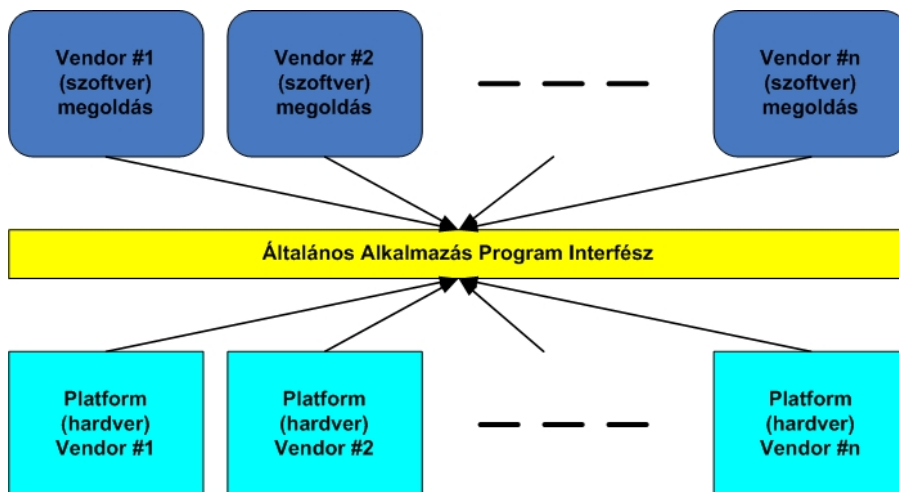 Vendor #1
(szoftver)
megoldás
Vendor #2
(szoftver)
megoldás
Vendor #n
(szoftver)
megoldás
Általános Alkalmazás Program Interfész
Platform
(hardver)
Vendor #1
Platform
(hardver)
Vendor #2
Platform
(hardver)
Vendor #n